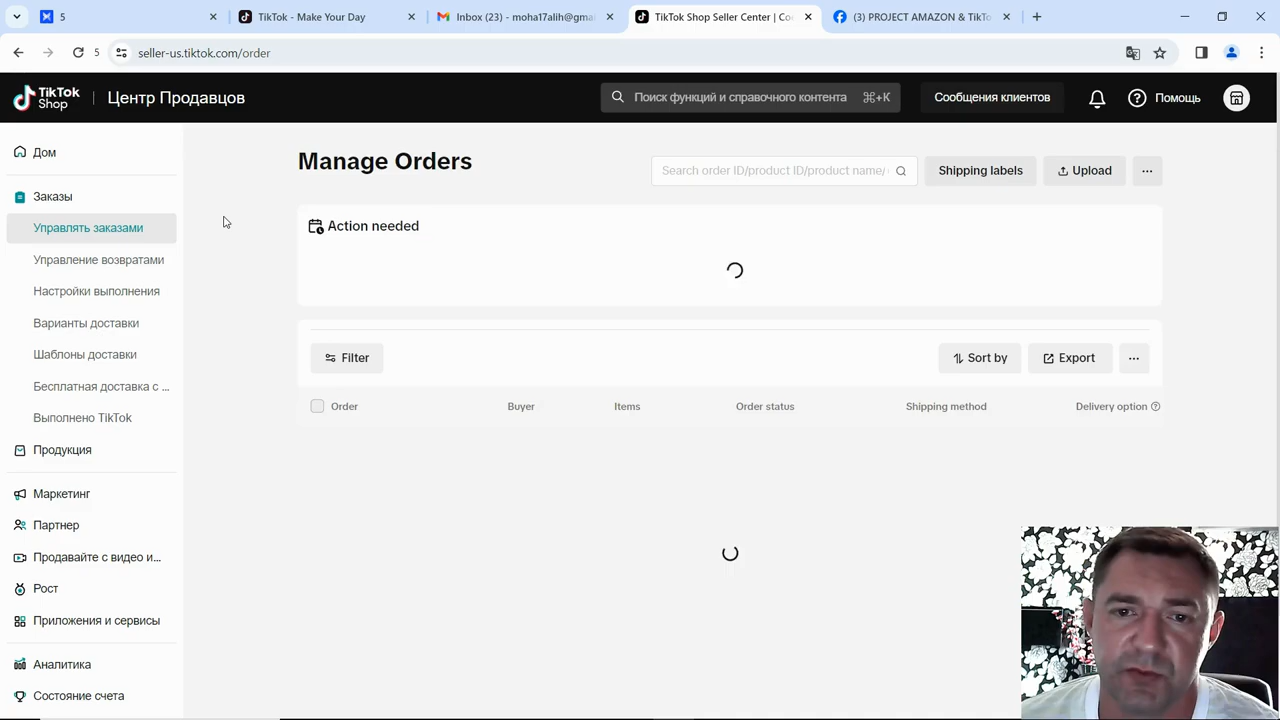 5
TikTok - Make Your Day
Inbox (23) - moha17alih@gmai
TikTok Shop Seller Center | Co
(3) PROJECT AMAZON & TikTo
5
seller-us.tiktok.com/order
TikTok Shop
Центр Продавцов
Поиск функций и справочного контента ⌘+K
Сообщения клиентов
Помощь
Дом
Заказы
Управлять заказами
Управление возвратами
Настройки выполнения
Варианты доставки
Шаблоны доставки
Бесплатная доставка с ...
Выполнено TikTok
Продукция
Маркетинг
Партнер
Продавайте с видео и...
Рост
Приложения и сервисы
Аналитика
Состояние счета
Manage Orders
Search order ID/product ID/product name/
Shipping labels
Upload
...
Action needed
Filter
Sort by
Export
...
Order
Buyer
Items
Order status
Shipping method
Delivery option